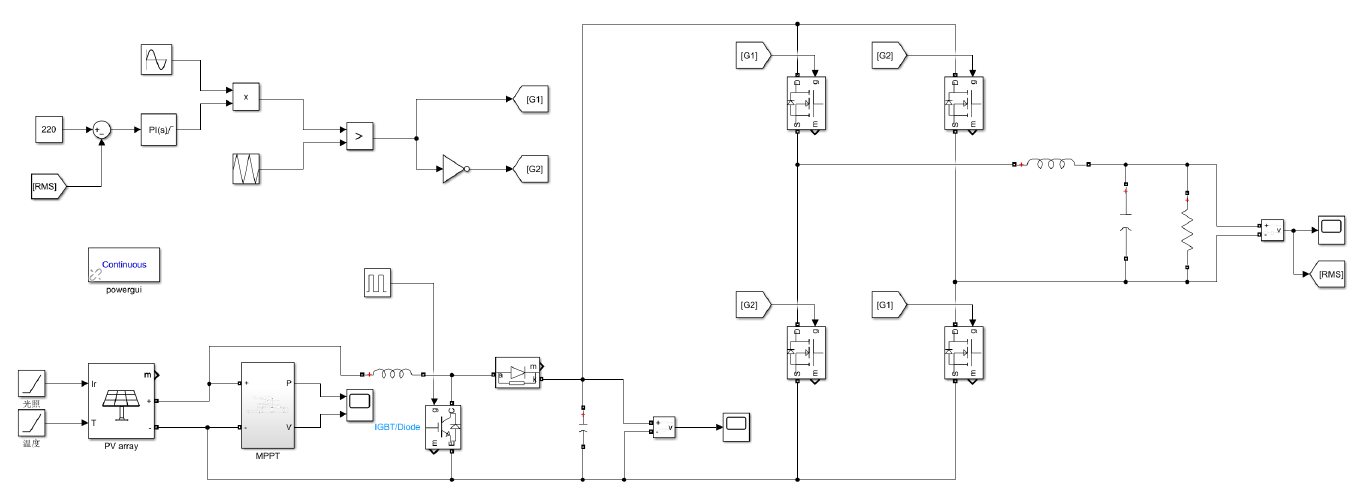 [G1]
[G2]
x
[G1]
220
+
-
PI(s)
>
[RMS]
[G2]
+
+
-
v
[RMS]
Continuous
powergui
[G2]
[G1]
D
g
S
m
D
g
S
m
D
g
S
m
D
g
S
m
+
+
Ir
T
m
+
-
光照
温度
PV array
+
-
P
V
MPPT
+
IGBT/Diode
g
C
m
E
a
k
m
+
+
-
v